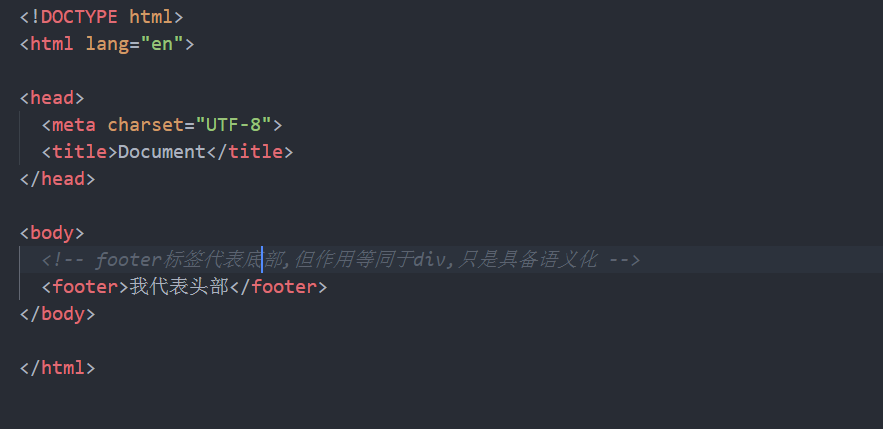 <!DOCTYPE html>
<html lang="en">
<head>
<meta charset="UTF-8">
<title>Document</title>
</head>
<body>
<!-- footer标签代表底部,但作用等同于div,只是具备语义化 -->
<footer>我代表头部</footer>
</body>
</html>